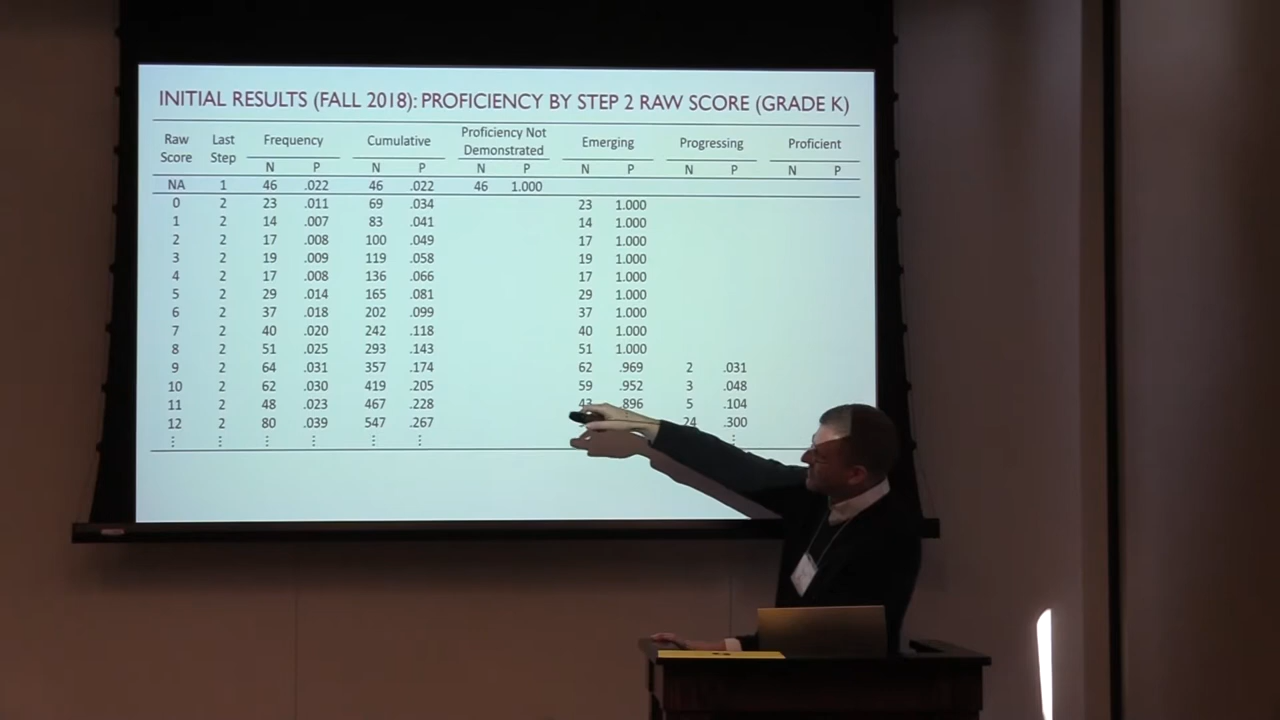 INITIAL RESULTS (FALL 2018): PROFICIENCY BY STEP 2 RAW SCORE (GRADE K)
Raw Score Last Step Frequency Cumulative Proficiency Not Demonstrated Emerging Progressing Proficient
N P N P N P N P N P N P
NA 1 46 .022 46 .022 46 1.000
0 2 23 .011 69 .034 23 1.000
1 2 14 .007 83 .041 14 1.000
2 2 17 .008 100 .049 17 1.000
3 2 19 .009 119 .058 19 1.000
4 2 17 .008 136 .066 17 1.000
5 2 29 .014 165 .081 29 1.000
6 2 37 .018 202 .099 37 1.000
7 2 40 .020 242 .118 40 1.000
8 2 51 .025 293 .143 51 1.000
9 2 64 .031 357 .174 62 .969 2 .031
10 2 62 .030 419 .205 59 .952 3 .048
11 2 48 .023 467 .228 43 .896 5 .104
12 2 80 .039 547 .267 24 .300